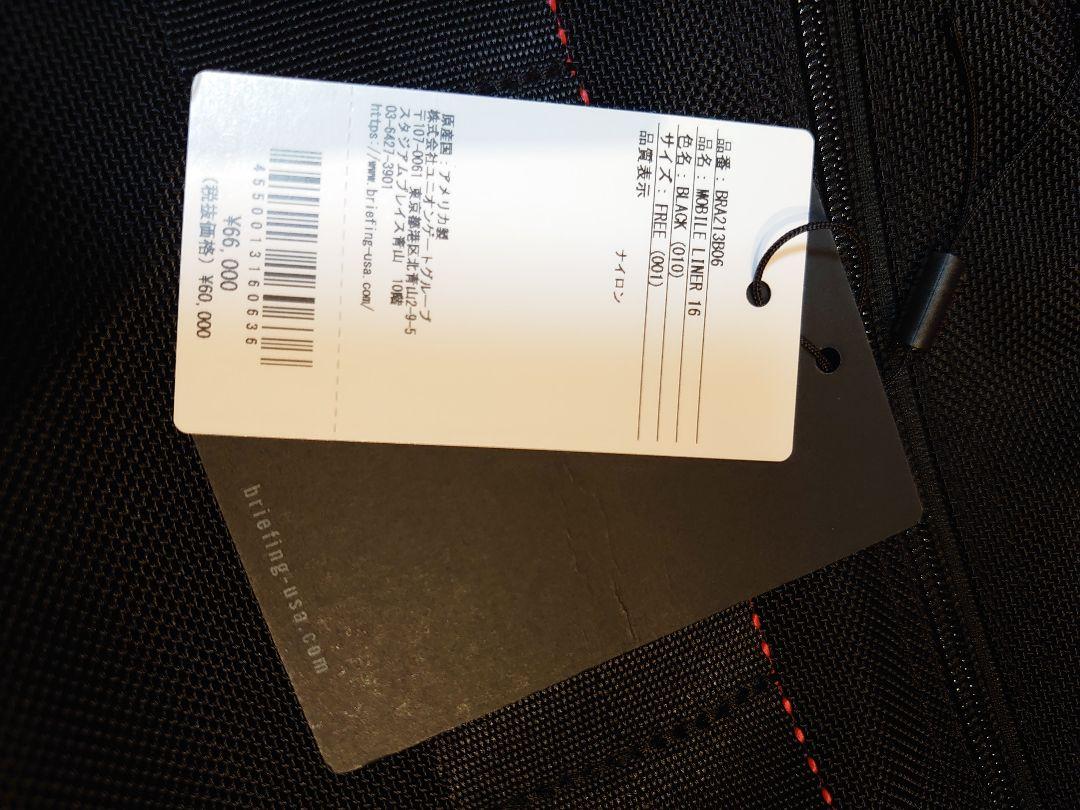 品番：BRA213B06
品名：MOBILE LINER 16
色名：BLACK (010)
サイズ：FREE (001)
品質表示
ナイロン
原産国：アメリカ製
株式会社ユニオンゲートグループ
〒107-0061 東京都港区北青山2-9-5
スタジアムプレイス青山 10階
03-6427-3901
https://www.briefing-usa.com/
4550013160636
¥66,000
(税抜価格) ¥60,000
briefing-usa.com